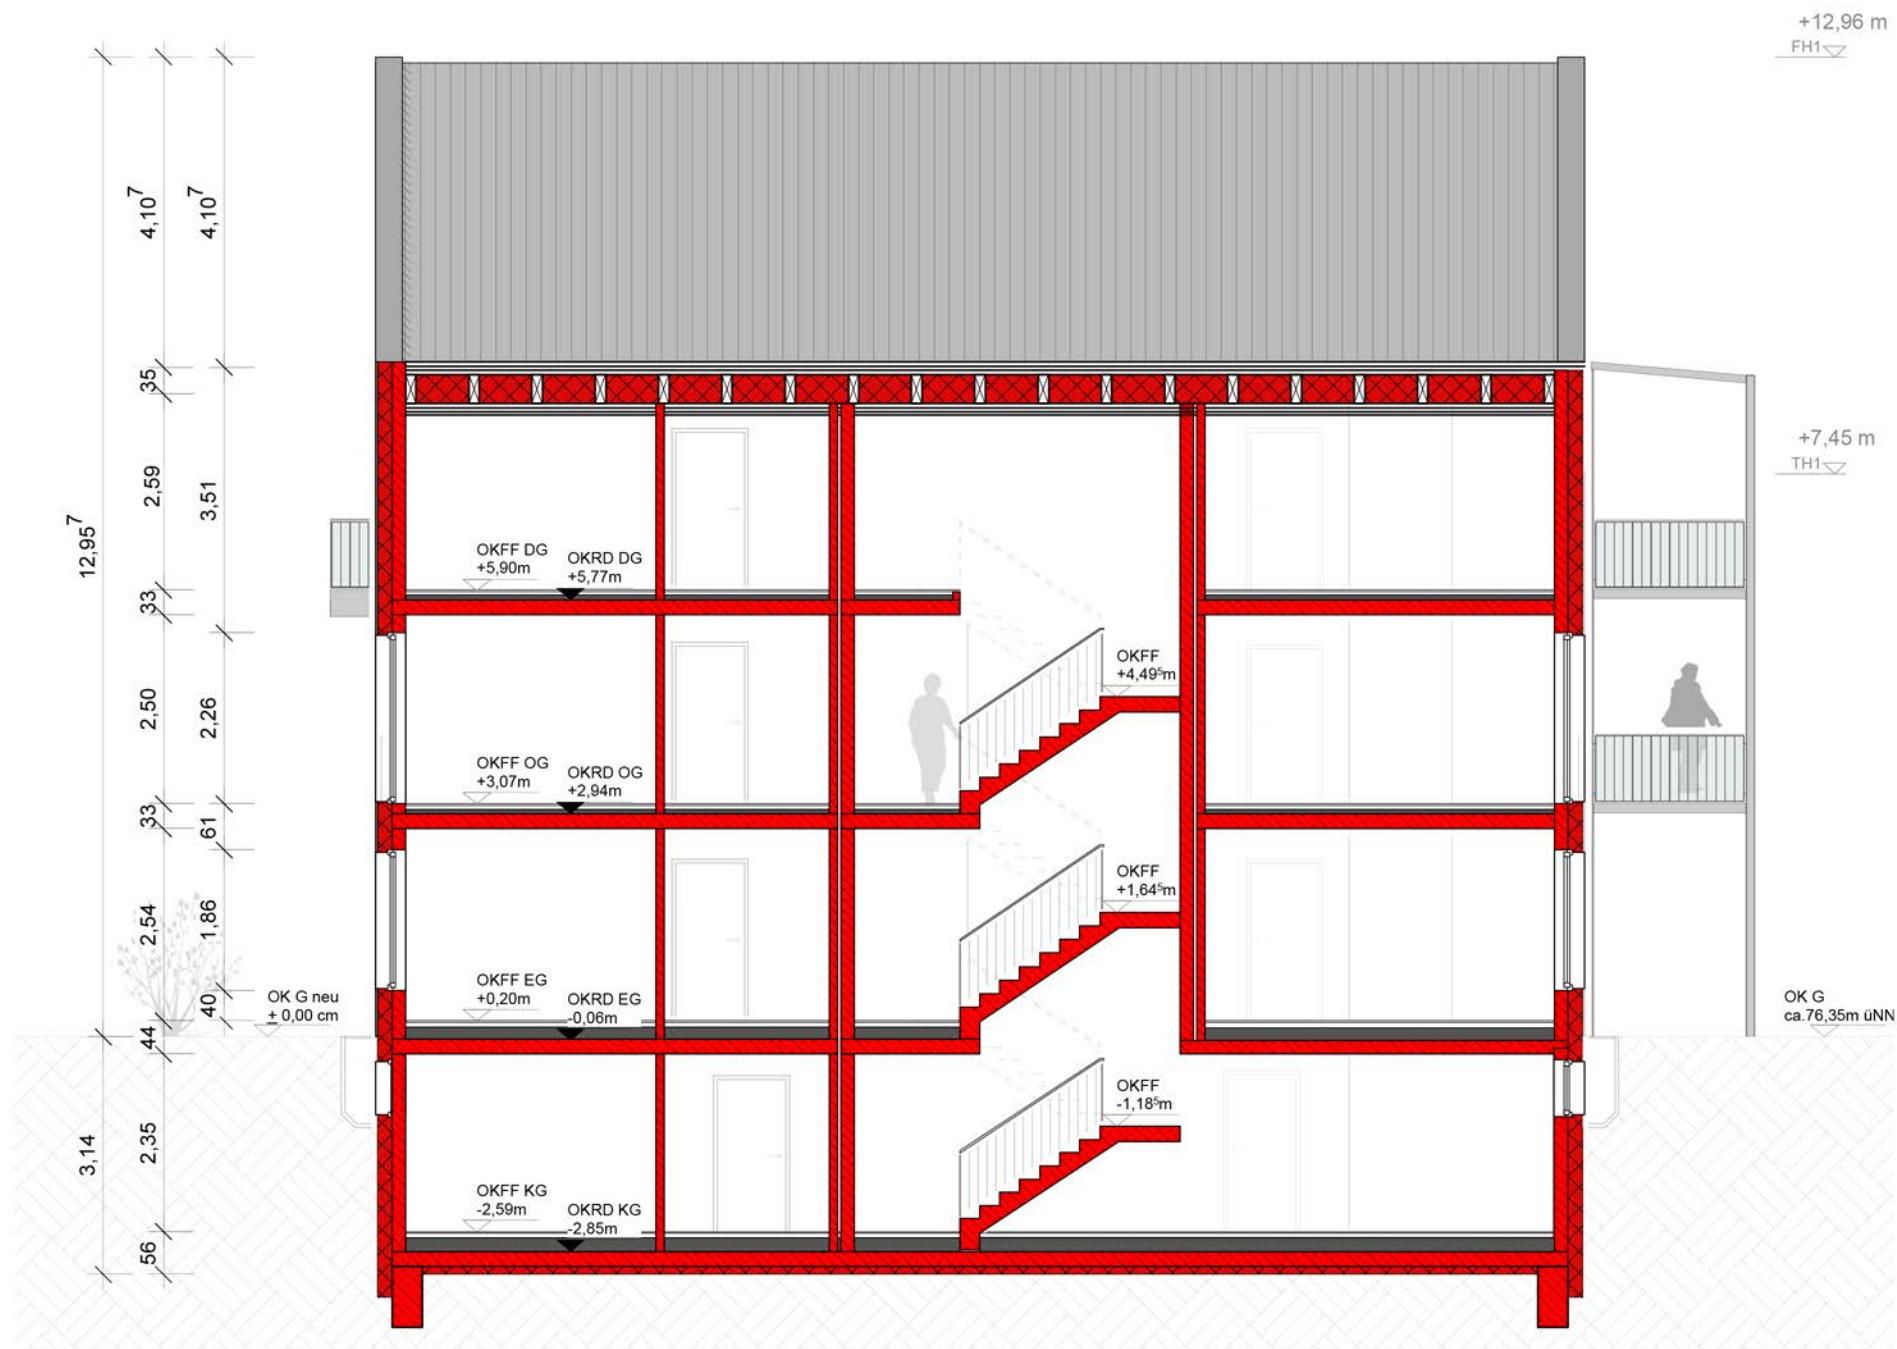 +12,96 m
FH1
4,10⁷
4,10⁷
35
+7,45 m
TH1
2,59
3,51
12,95⁷
OKFF DG
+5,90m
OKRD DG
+5,77m
33
OKFF
+4,49⁵m
2,50
2,26
OKFF OG
+3,07m
OKRD OG
+2,94m
33
61
OKFF
+1,64⁵m
2,54
1,86
OKFF EG
+0,20m
OKRD EG
-0,06m
40
OK G neu
± 0,00 cm
OK G
ca.76,35m üNN
44
OKFF
-1,18⁵m
3,14
2,35
OKFF KG
-2,59m
OKRD KG
-2,85m
56